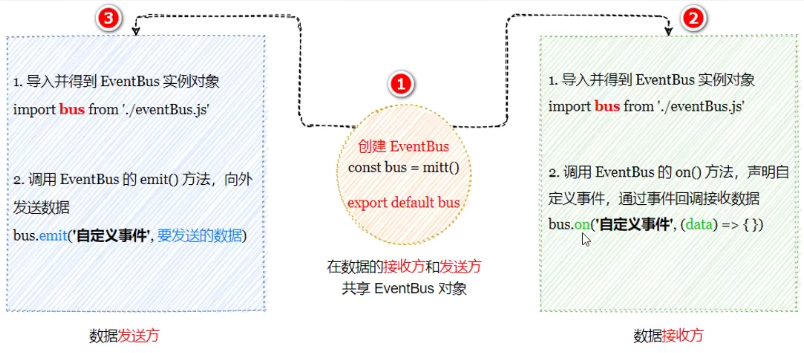 3
1. 导入并得到 EventBus 实例对象
import bus from './eventBus.js'
2. 调用 EventBus 的 emit() 方法，向外
发送数据
bus.emit('自定义事件', 要发送的数据)
数据发送方
1
创建 EventBus
const bus = mitt()
export default bus
在数据的接收方和发送方
共享 EventBus 对象
2
1. 导入并得到 EventBus 实例对象
import bus from './eventBus.js'
2. 调用 EventBus 的 on() 方法，声明自
定义事件，通过事件回调接收数据
bus.on('自定义事件', (data) => { })
数据接收方